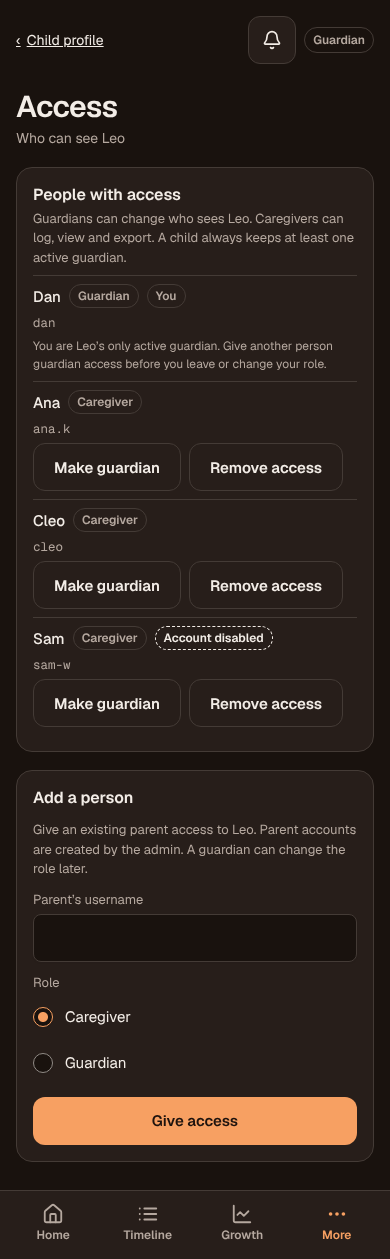 ‹ Child profile
Guardian
Access
Who can see Leo
People with access
Guardians can change who sees Leo. Caregivers can
log, view and export. A child always keeps at least one
active guardian.
Dan Guardian You
dan
You are Leo's only active guardian. Give another person
guardian access before you leave or change your role.
Ana Caregiver
ana.k
Make guardian Remove access
Cleo Caregiver
cleo
Make guardian Remove access
Sam Caregiver Account disabled
sam-w
Make guardian Remove access
Add a person
Give an existing parent access to Leo. Parent accounts
are created by the admin. A guardian can change the
role later.
Parent's username
Role
Caregiver
Guardian
Give access
Home Timeline Growth More